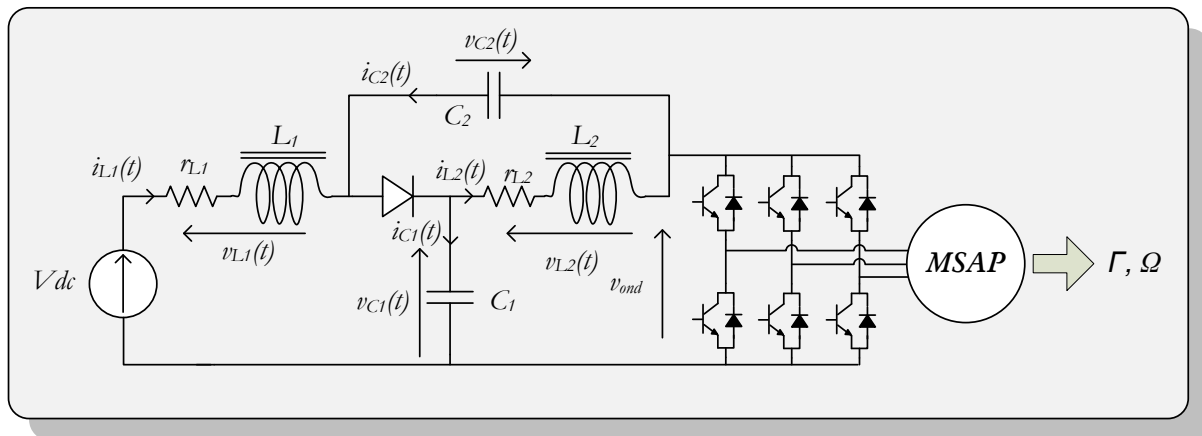 vC2(t)
iC2(t)
C2
L1
L2
iL1(t)
rL1
iL2(t)
rL2
iC1(t)
vL1(t)
vL2(t)
vond
MSAP
Γ, Ω
Vdc
vC1(t)
C1